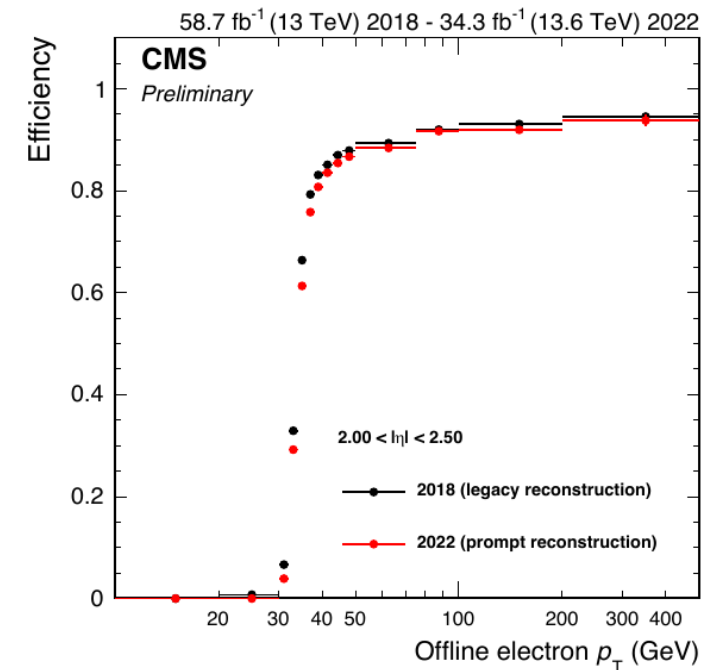 58.7 fb-1 (13 TeV) 2018 - 34.3 fb-1 (13.6 TeV) 2022
CMS
Preliminary
Efficiency
1
0.8
0.6
0.4
0.2
0
2.00 < |η| < 2.50
2018 (legacy reconstruction)
2022 (prompt reconstruction)
20 30 40 50 100 200 300 400
Offline electron pT (GeV)